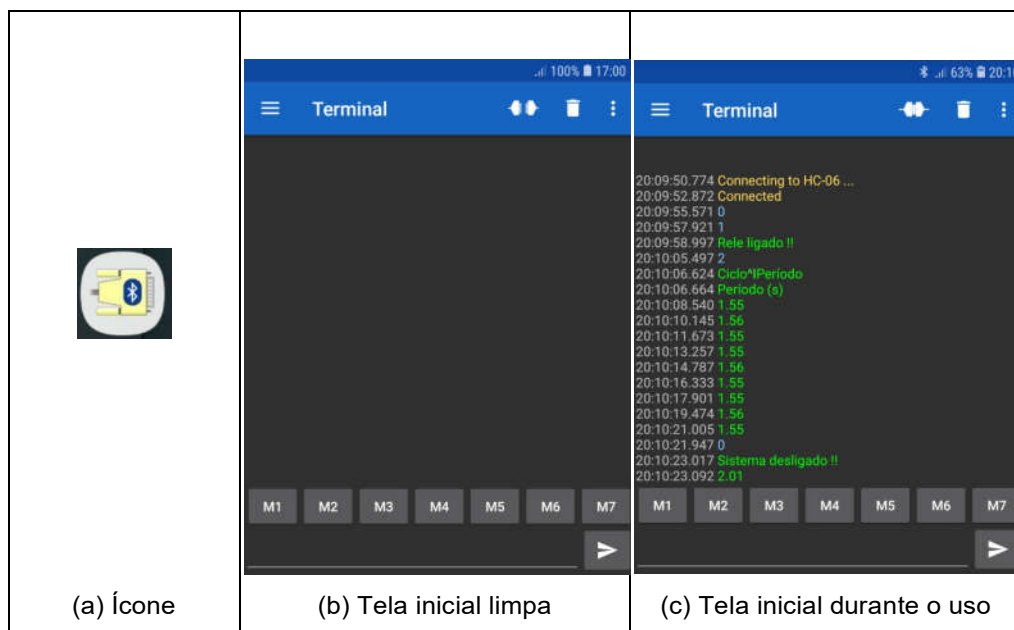 100% 17:00
Terminal
M1 M2 M3 M4 M5 M6 M7
63%
Terminal
20:09:50.774 Connecting to HC-06 ...
20:09:52.872 Connected
20:09:55.571 0
20:09:57.921 1
20:09:58.997 Rele ligado !!
20:10:05.497 2
20:10:06.624 Ciclo^IPeríodo
20:10:06.664 Período (s)
20:10:08.540 1.55
20:10:10.145 1.56
20:10:11.673 1.55
20:10:13.257 1.55
20:10:14.787 1.56
20:10:16.333 1.55
20:10:17.901 1.55
20:10:19.474 1.56
20:10:21.005 1.55
20:10:21.947 0
20:10:23.017 Sistema desligado !!
20:10:23.092 2.01
M1 M2 M3 M4 M5 M6 M7
(a) Ícone
(b) Tela inicial limpa
(c) Tela inicial durante o uso